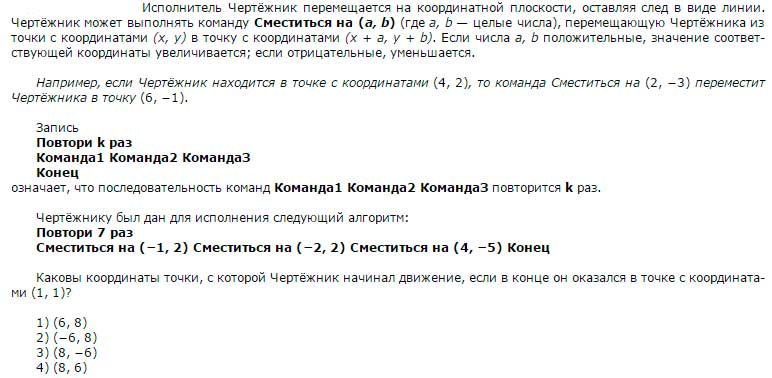 Исполнитель Чертёжник перемещается на координатной плоскости, оставляя след в виде линии.
Чертёжник может выполнять команду Сместиться на (a, b) (где a, b — целые числа), перемещающую Чертёжника из
точки с координатами (x, y) в точку с координатами (x + a, y + b). Если числа a, b положительные, значение соответ-
ствующей координаты увеличивается; если отрицательные, уменьшается.
Например, если Чертёжник находится в точке с координатами (4, 2), то команда Сместиться на (2, −3) переместит
Чертёжника в точку (6, −1).
Запись
Повтори k раз
Команда1 Команда2 Команда3
Конец
означает, что последовательность команд Команда1 Команда2 Команда3 повторится k раз.
Чертёжнику был дан для исполнения следующий алгоритм:
Повтори 7 раз
Сместиться на (−1, 2) Сместиться на (−2, 2) Сместиться на (4, −5) Конец
Каковы координаты точки, с которой Чертёжник начинал движение, если в конце он оказался в точке с координата-
ми (1, 1)?
1) (6, 8)
2) (−6, 8)
3) (8, −6)
4) (8, 6)